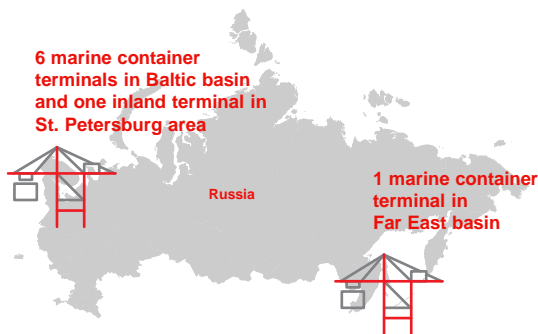 6 marine container
terminals in Baltic basin
and one inland terminal in
St. Petersburg area
Russia
1 marine container
terminal in
Far East basin